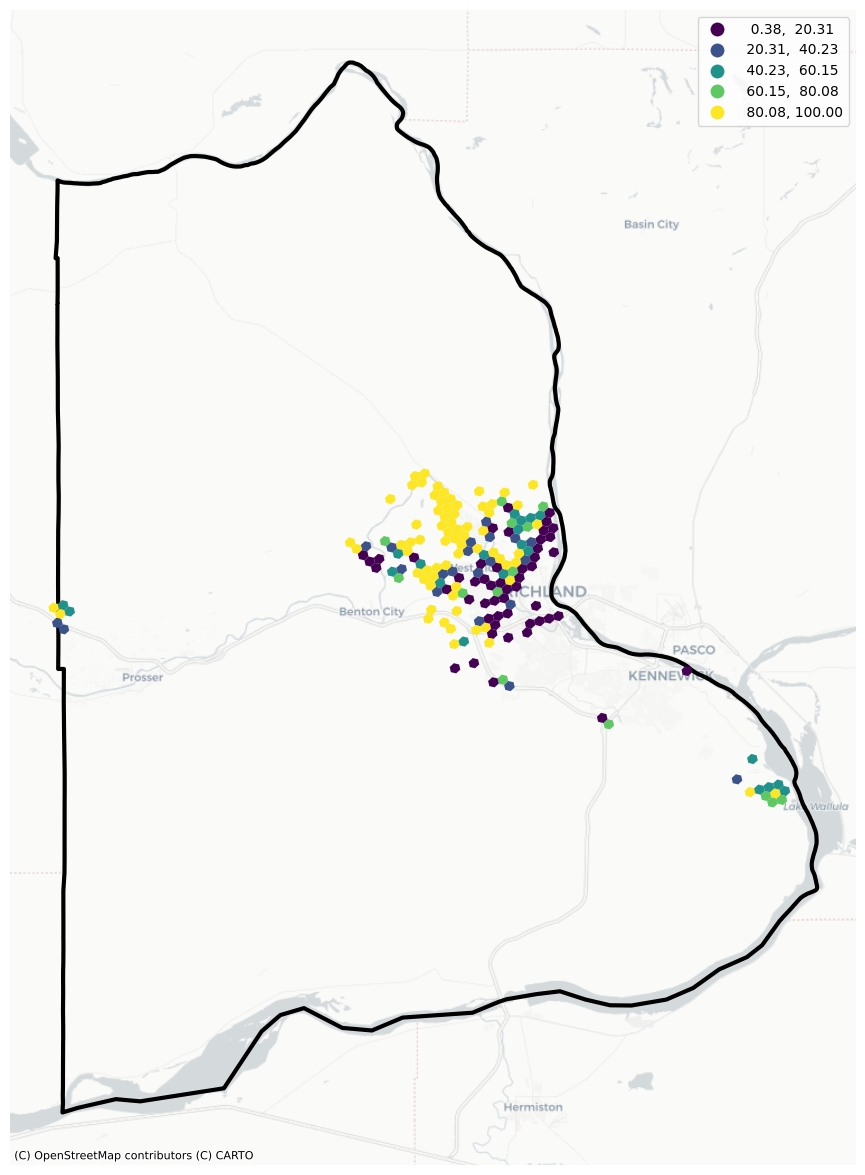 0.38, 20.31
20.31, 40.23
40.23, 60.15
60.15, 80.08
80.08, 100.00
Basin City
West
RICHLAND
Benton City
PASCO
Prosser
KENNEWICK
Lake Wallula
Hermiston
(C) OpenStreetMap contributors (C) CARTO